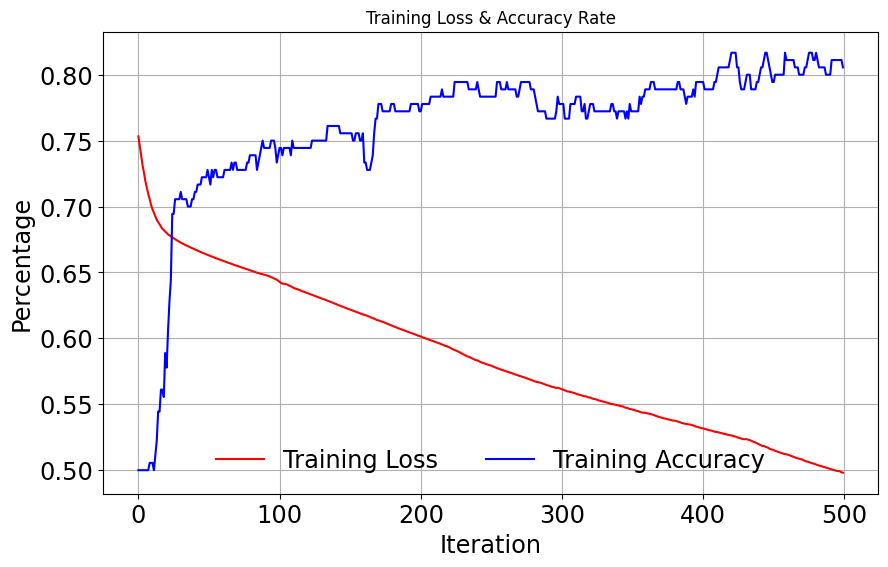 Training Loss & Accuracy Rate
0.80
0.75
0.70
0.65
0.60
0.55
0.50
Percentage
Training Loss Training Accuracy
0 100 200 300 400 500
Iteration